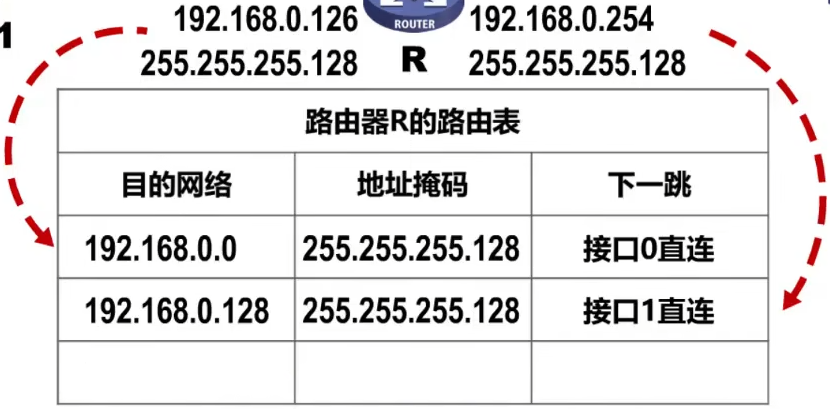 192.168.0.126 ROUTER 192.168.0.254
1
255.255.255.128 R 255.255.255.128
路由器R的路由表
目的网络 地址掩码 下一跳
192.168.0.0 255.255.255.128 接口0直连
192.168.0.128 255.255.255.128 接口1直连